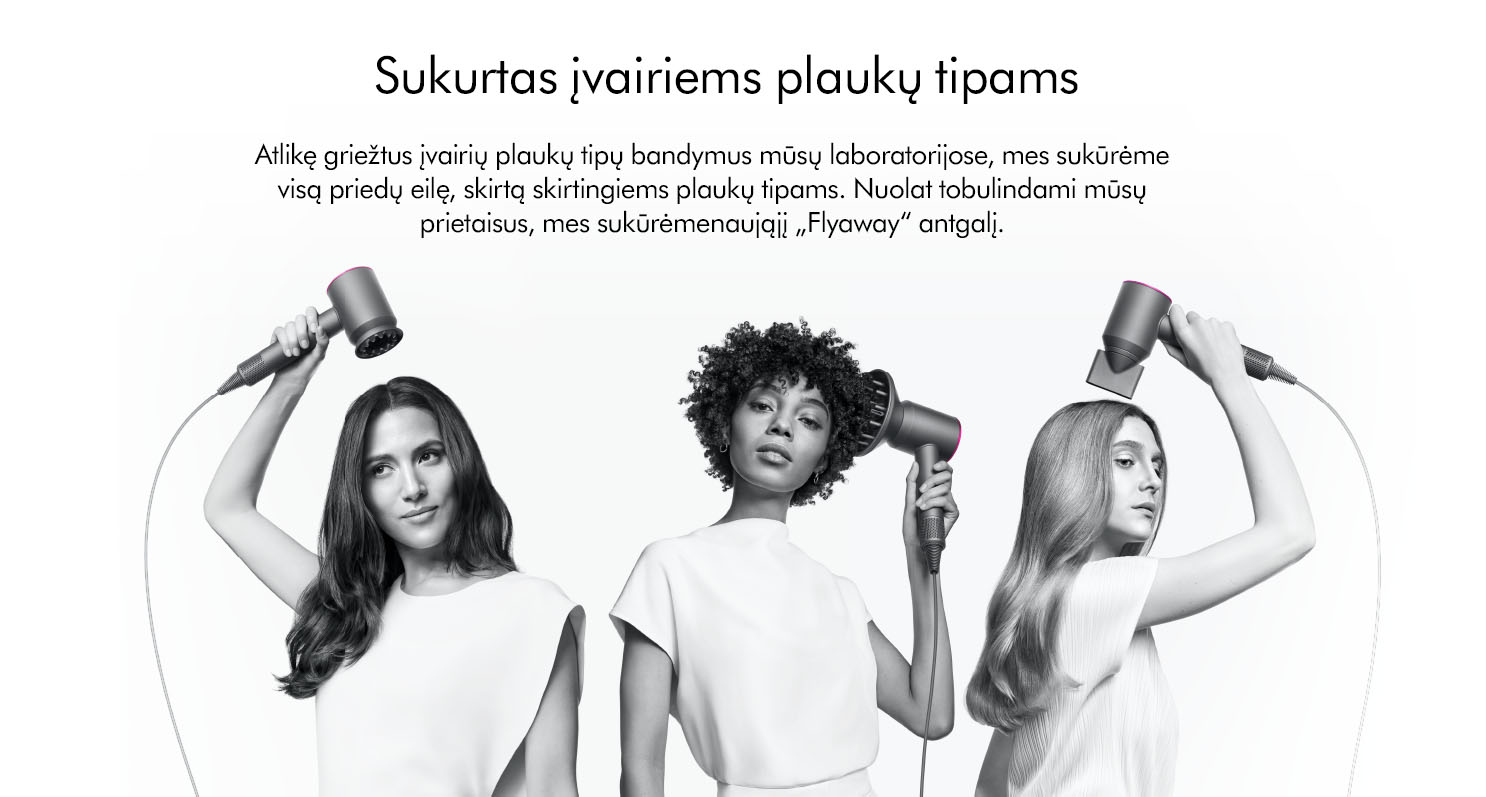 Sukurtas įvairiems plaukų tipams
Atlikę griežtus įvairių plaukų tipų bandymus mūsų laboratorijose, mes sukūrėme
visą priedų eilę, skirtą skirtingiems plaukų tipams. Nuolat tobulindami mūsų
prietaisus, mes sukūrėmenaująjį „Flyaway“ antgalį.